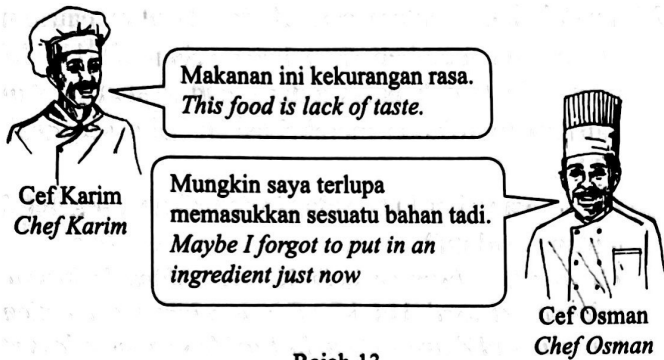 Makanan ini kekurangan rasa.
This food is lack of taste.
Cef Karim
Chef Karim
Mungkin saya terlupa
memasukkan sesuatu bahan tadi.
Maybe I forgot to put in an
ingredient just now
Cef Osman
Chef Osman
Rajah 13